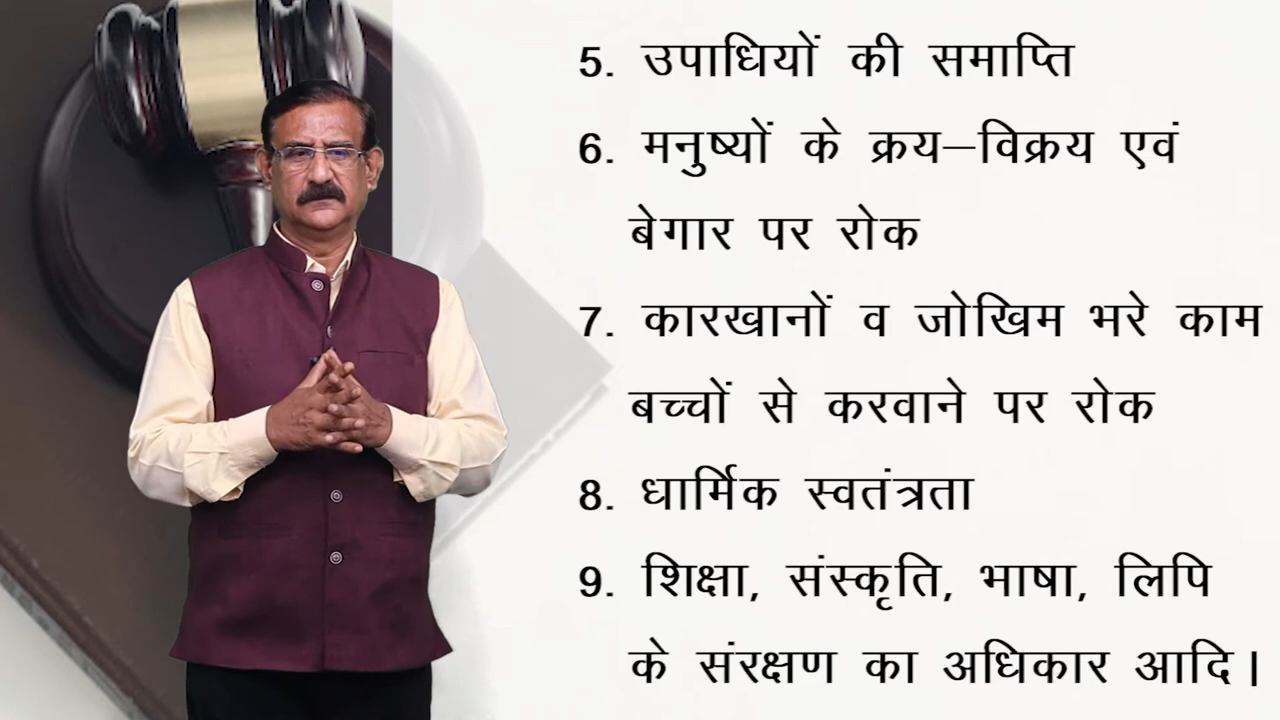 5. उपाधियों की समाप्ति
6. मनुष्यों के क्रय–विक्रय एवं
बेगार पर रोक
7. कारखानों व जोखिम भरे काम
बच्चों से करवाने पर रोक
8. धार्मिक स्वतंत्रता
9. शिक्षा, संस्कृति, भाषा, लिपि
के संरक्षण का अधिकार आदि।